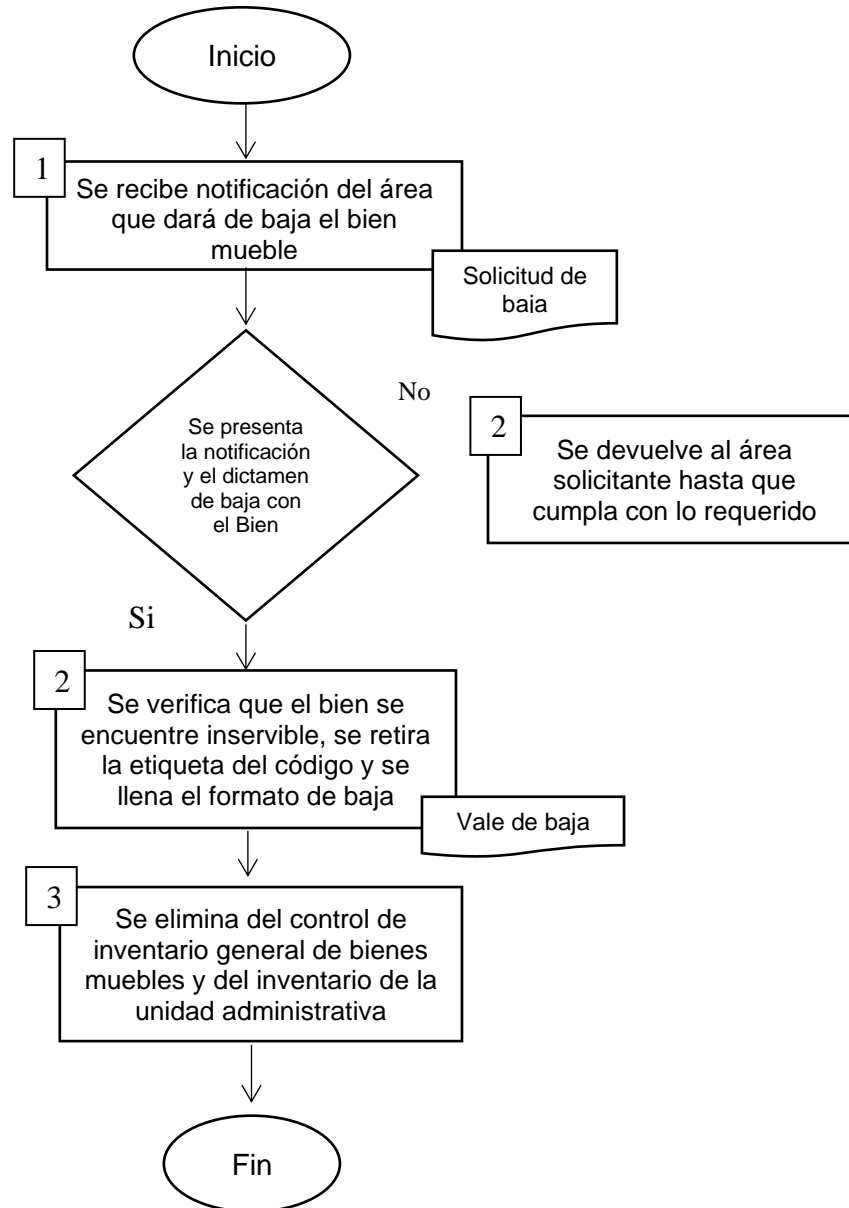 Inicio
1
Se recibe notificación del área
que dará de baja el bien
mueble
Solicitud de
baja
Se presenta
la notificación
y el dictamen
de baja con
el Bien
No
2
Se devuelve al área
solicitante hasta que
cumpla con lo requerido
Si
2
Se verifica que el bien se
encuentre inservible, se retira
la etiqueta del código y se
llena el formato de baja
Vale de baja
3
Se elimina del control de
inventario general de bienes
muebles y del inventario de la
unidad administrativa
Fin